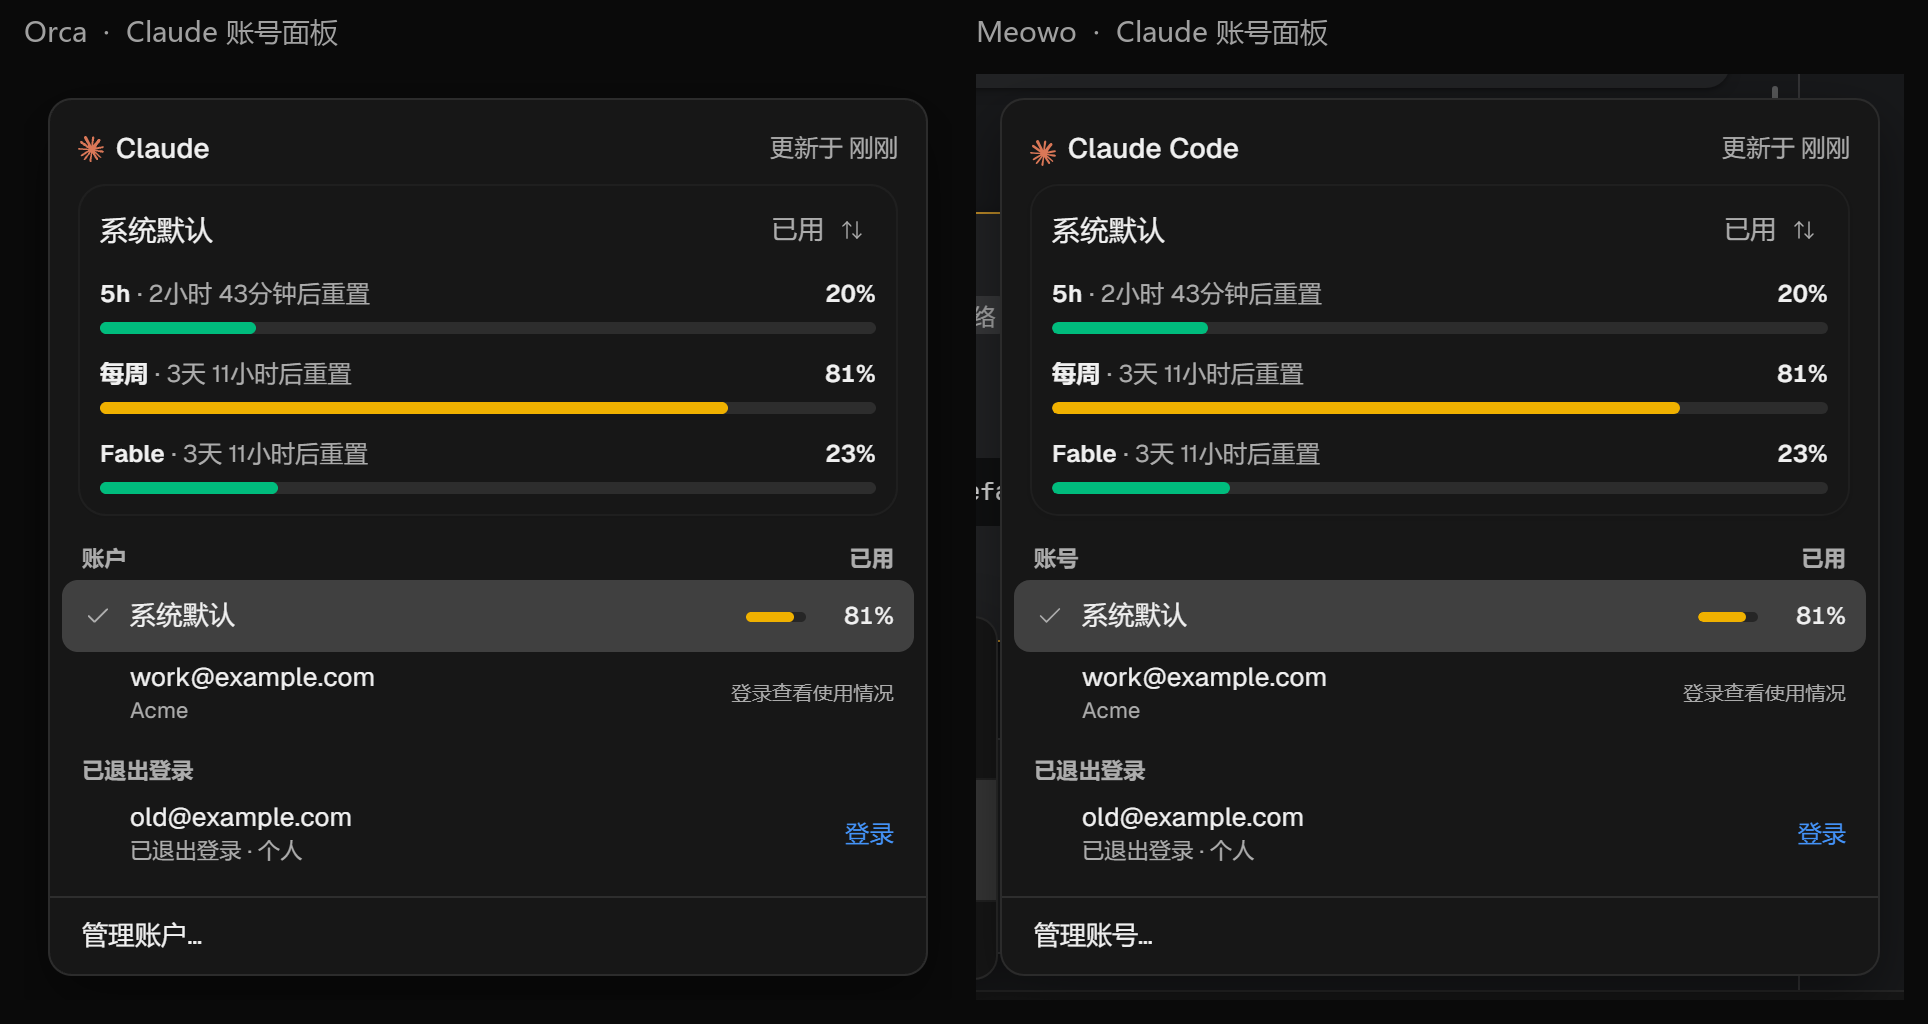 Orca · Claude 账号面板
Claude
更新于 刚刚
系统默认
已用
5h · 2小时 43分钟后重置
20%
每周 · 3天 11小时后重置
81%
Fable · 3天 11小时后重置
23%
账户
已用
系统默认
81%
work@example.com
Acme
登录查看使用情况
已退出登录
old@example.com
已退出登录 · 个人
登录
管理账户...
Meowo · Claude 账号面板
Claude Code
更新于 刚刚
系统默认
已用
络
5h · 2小时 43分钟后重置
20%
每周 · 3天 11小时后重置
81%
Fable · 3天 11小时后重置
23%
账号
已用
系统默认
81%
work@example.com
Acme
登录查看使用情况
已退出登录
old@example.com
已退出登录 · 个人
登录
管理账号...